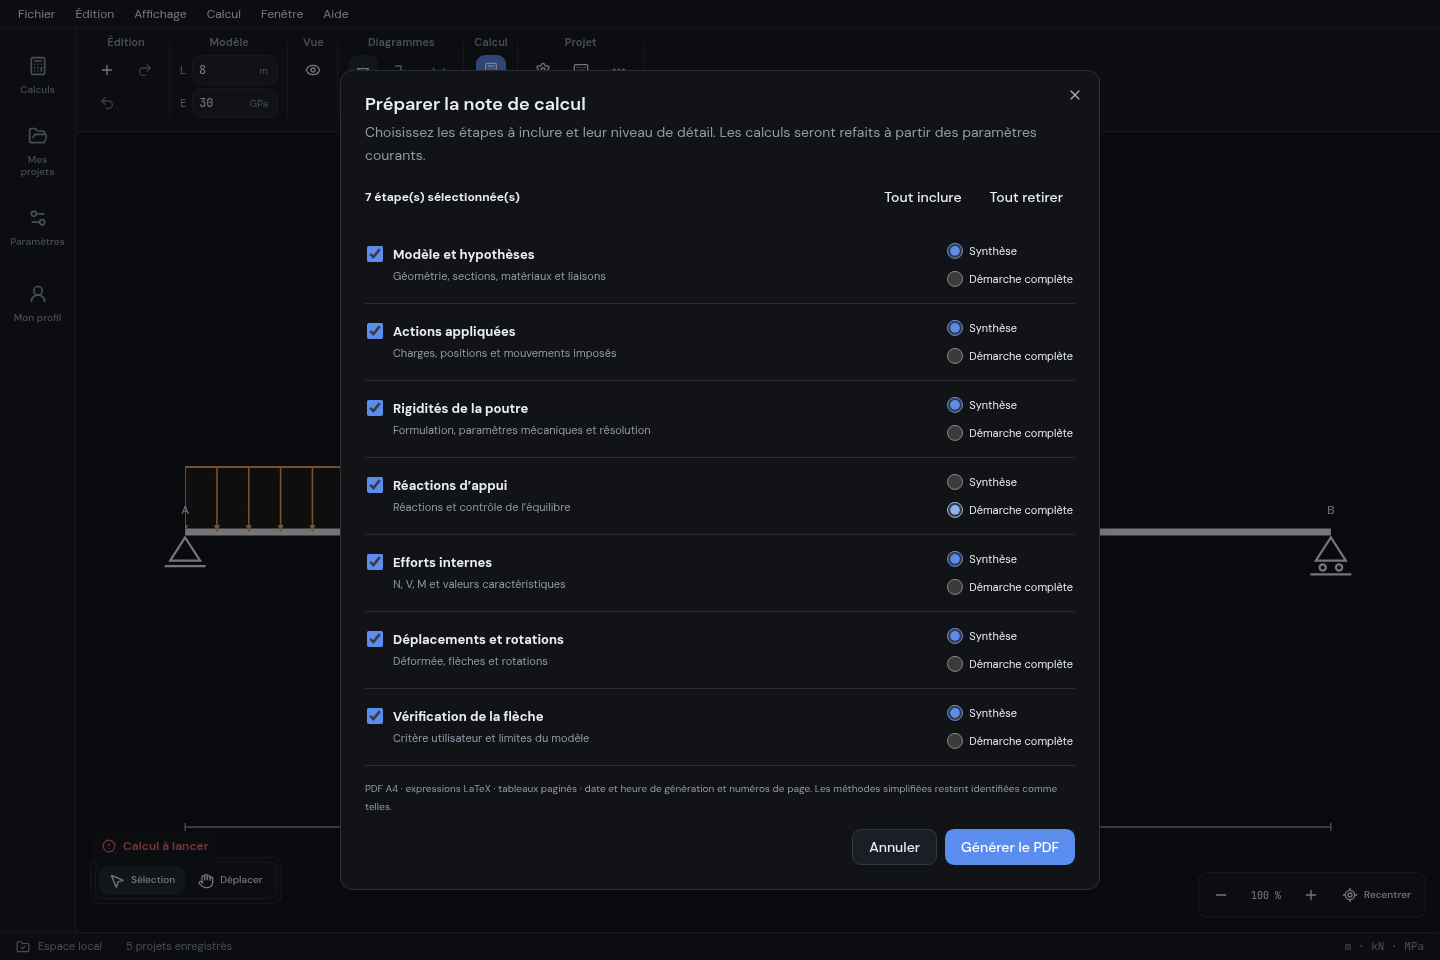 Fichier Édition Affichage Calcul Fenêtre Aide
Édition Modèle Vue Diagrammes Calcul Projet
L 8 m
E 30 GPa
Calculs
Mes
projets
Paramètres
Mon profil
Préparer la note de calcul
Choisissez les étapes à inclure et leur niveau de détail. Les calculs seront refaits à partir des paramètres
courants.
7 étape(s) sélectionnée(s) Tout inclure Tout retirer
Modèle et hypothèses
Géométrie, sections, matériaux et liaisons
Synthèse
Démarche complète
Actions appliquées
Charges, positions et mouvements imposés
Synthèse
Démarche complète
Rigidités de la poutre
Formulation, paramètres mécaniques et résolution
Synthèse
Démarche complète
Réactions d’appui
Réactions et contrôle de l’équilibre
Synthèse
Démarche complète
Efforts internes
N, V, M et valeurs caractéristiques
Synthèse
Démarche complète
Déplacements et rotations
Déformée, flèches et rotations
Synthèse
Démarche complète
Vérification de la flèche
Critère utilisateur et limites du modèle
Synthèse
Démarche complète
PDF A4 · expressions LaTeX · tableaux paginés · date et heure de génération et numéros de page. Les méthodes simplifiées restent identifiées comme
telles.
Annuler Générer le PDF
A
B
Calcul à lancer
Sélection Déplacer
100 % Recentrer
Espace local 5 projets enregistrés
m · kN · MPa